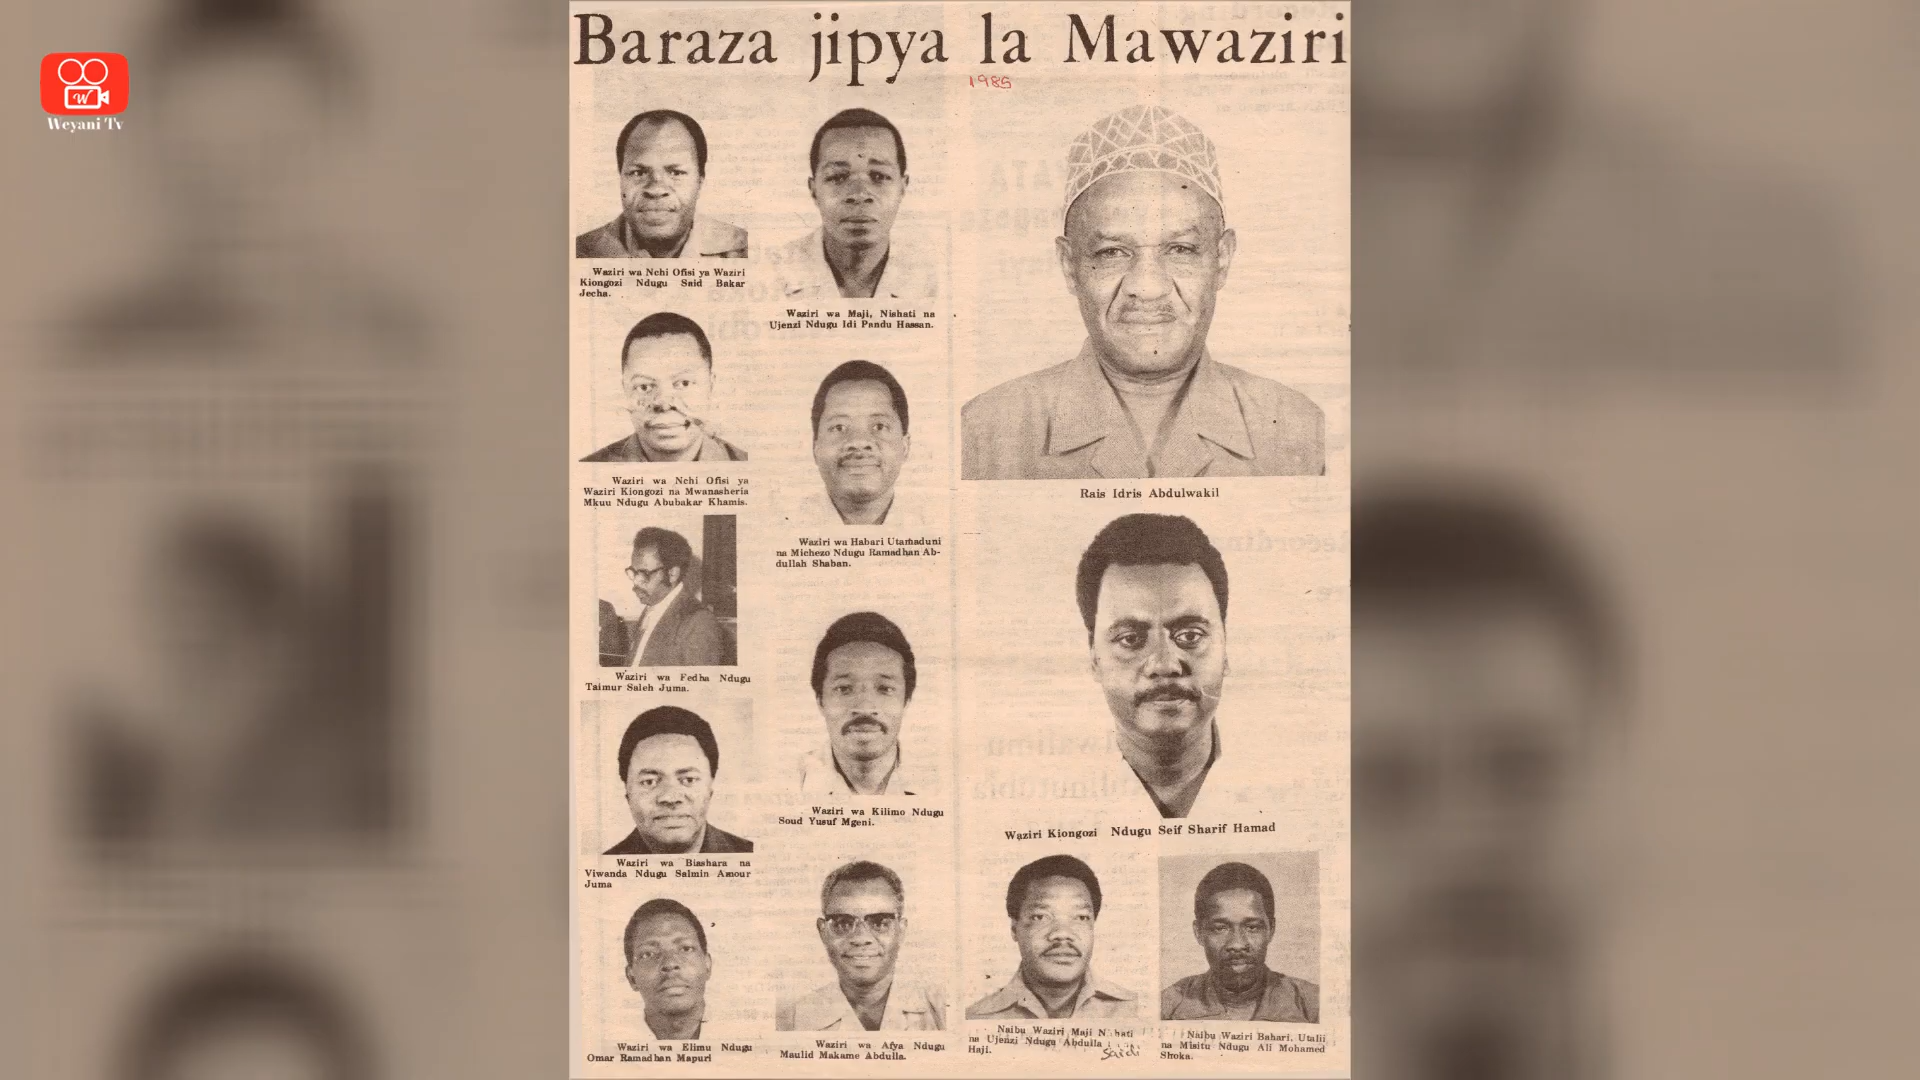 Baraza jipya la Mawaziri
1985
Weyani Tv
Waziri wa Nchi Ofisi ya Waziri
Kiongozi Ndugu Said Bakar
Jecha.
Waziri wa Maji, Nishati na
Ujenzi Ndugu Idi Pandu Hassan.
Rais Idris Abdulwakil
Waziri wa Nchi Ofisi ya
Waziri Kiongozi na Mwanasheria
Mkuu Ndugu Abubakar Khamis.
Waziri wa Habari Utamaduni
na Michezo Ndugu Ramadhan Ab-
dullah Shaban.
Waziri wa Fedha Ndugu
Taimur Saleh Juma.
Waziri wa Kilimo Ndugu
Soud Yusuf Mgeni.
Waziri Kiongozi Ndugu Seif Sharif Hamad
Waziri wa Biashara na
Viwanda Ndugu Salmin Amour
Juma
Waziri wa Elimu Ndugu
Omar Ramadhan Mapuri
Waziri wa Afya Ndugu
Maulid Makame Abdulla.
Naibu Waziri Maji
na Ujenzi Ndugu Abdulla
Haji.
Saidi
Naibu Waziri Bahari, Utalii
na Misitu Ndugu Ali Mohamed
Shoka.